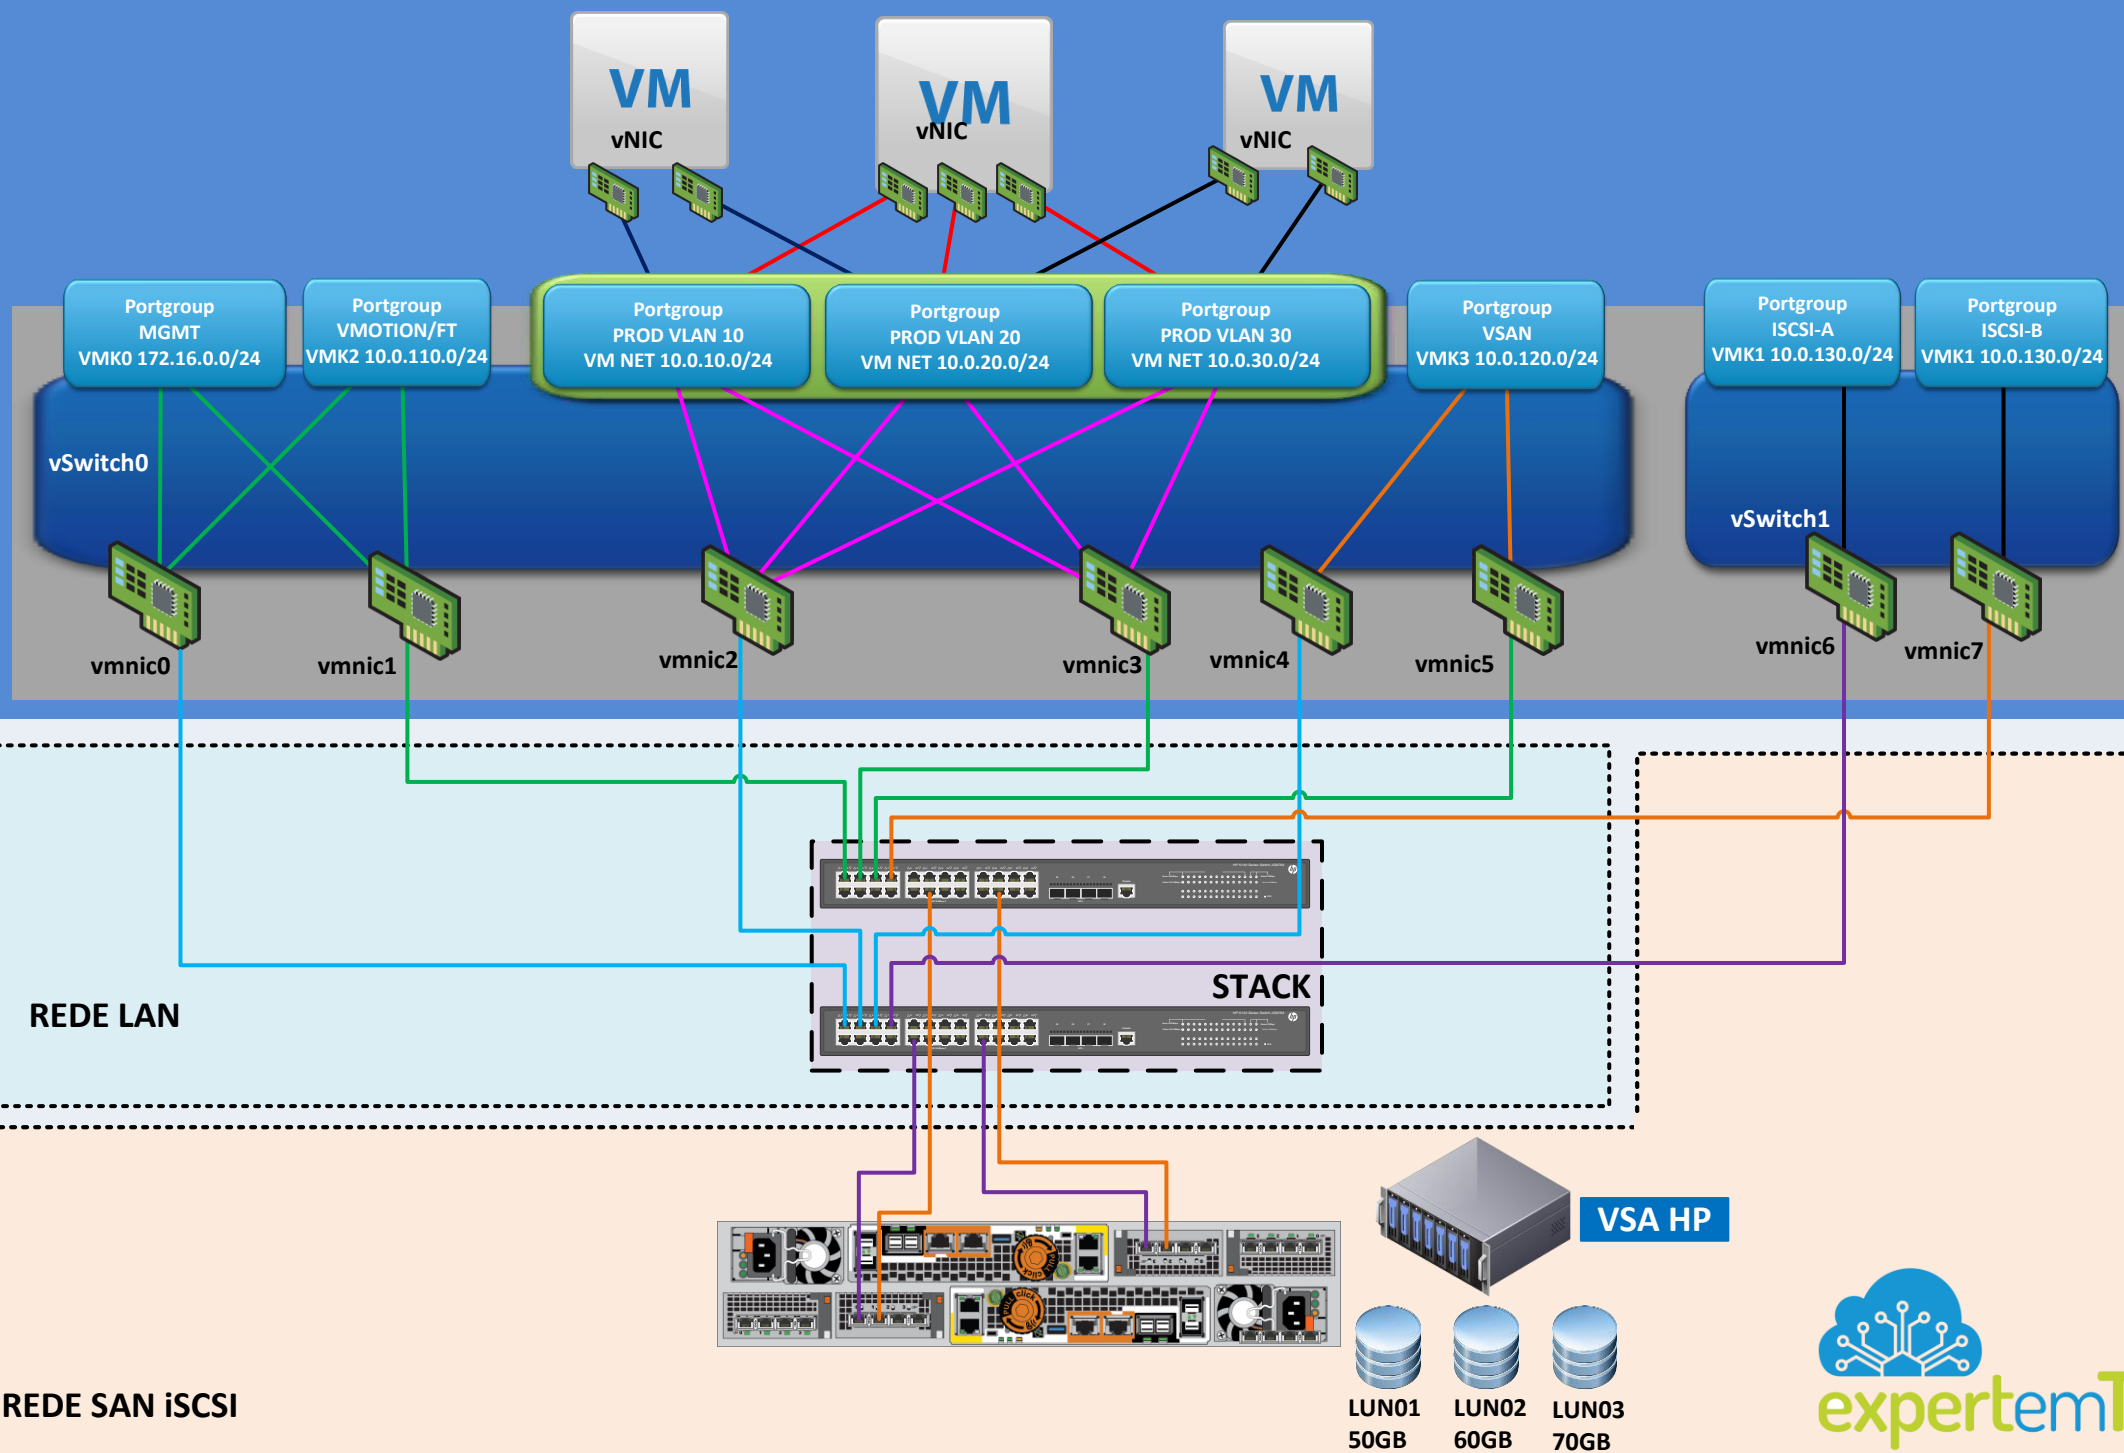 VM
vNIC
VM
vNIC
VM
vNIC
Portgroup
MGMT
VMK0 172.16.0.0/24
Portgroup
VMOTION/FT
VMK2 10.0.110.0/24
Portgroup
PROD VLAN 10
VM NET 10.0.10.0/24
Portgroup
PROD VLAN 20
VM NET 10.0.20.0/24
Portgroup
PROD VLAN 30
VM NET 10.0.30.0/24
Portgroup
VSAN
VMK3 10.0.120.0/24
Portgroup
ISCSI-A
VMK1 10.0.130.0/24
Portgroup
ISCSI-B
VMK1 10.0.130.0/24
vSwitch0
vSwitch1
vmnic0
vmnic1
vmnic2
vmnic3
vmnic4
vmnic5
vmnic6
vmnic7
STACK
REDE LAN
VSA HP
REDE SAN iSCSI
LUN01
50GB
LUN02
60GB
LUN03
70GB
expertemT